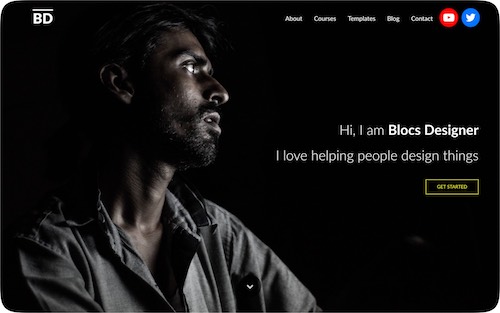 BD
About
Courses
Templates
Blog
Contact
Hi, I am Blocs Designer
I love helping people design things
GET STARTED